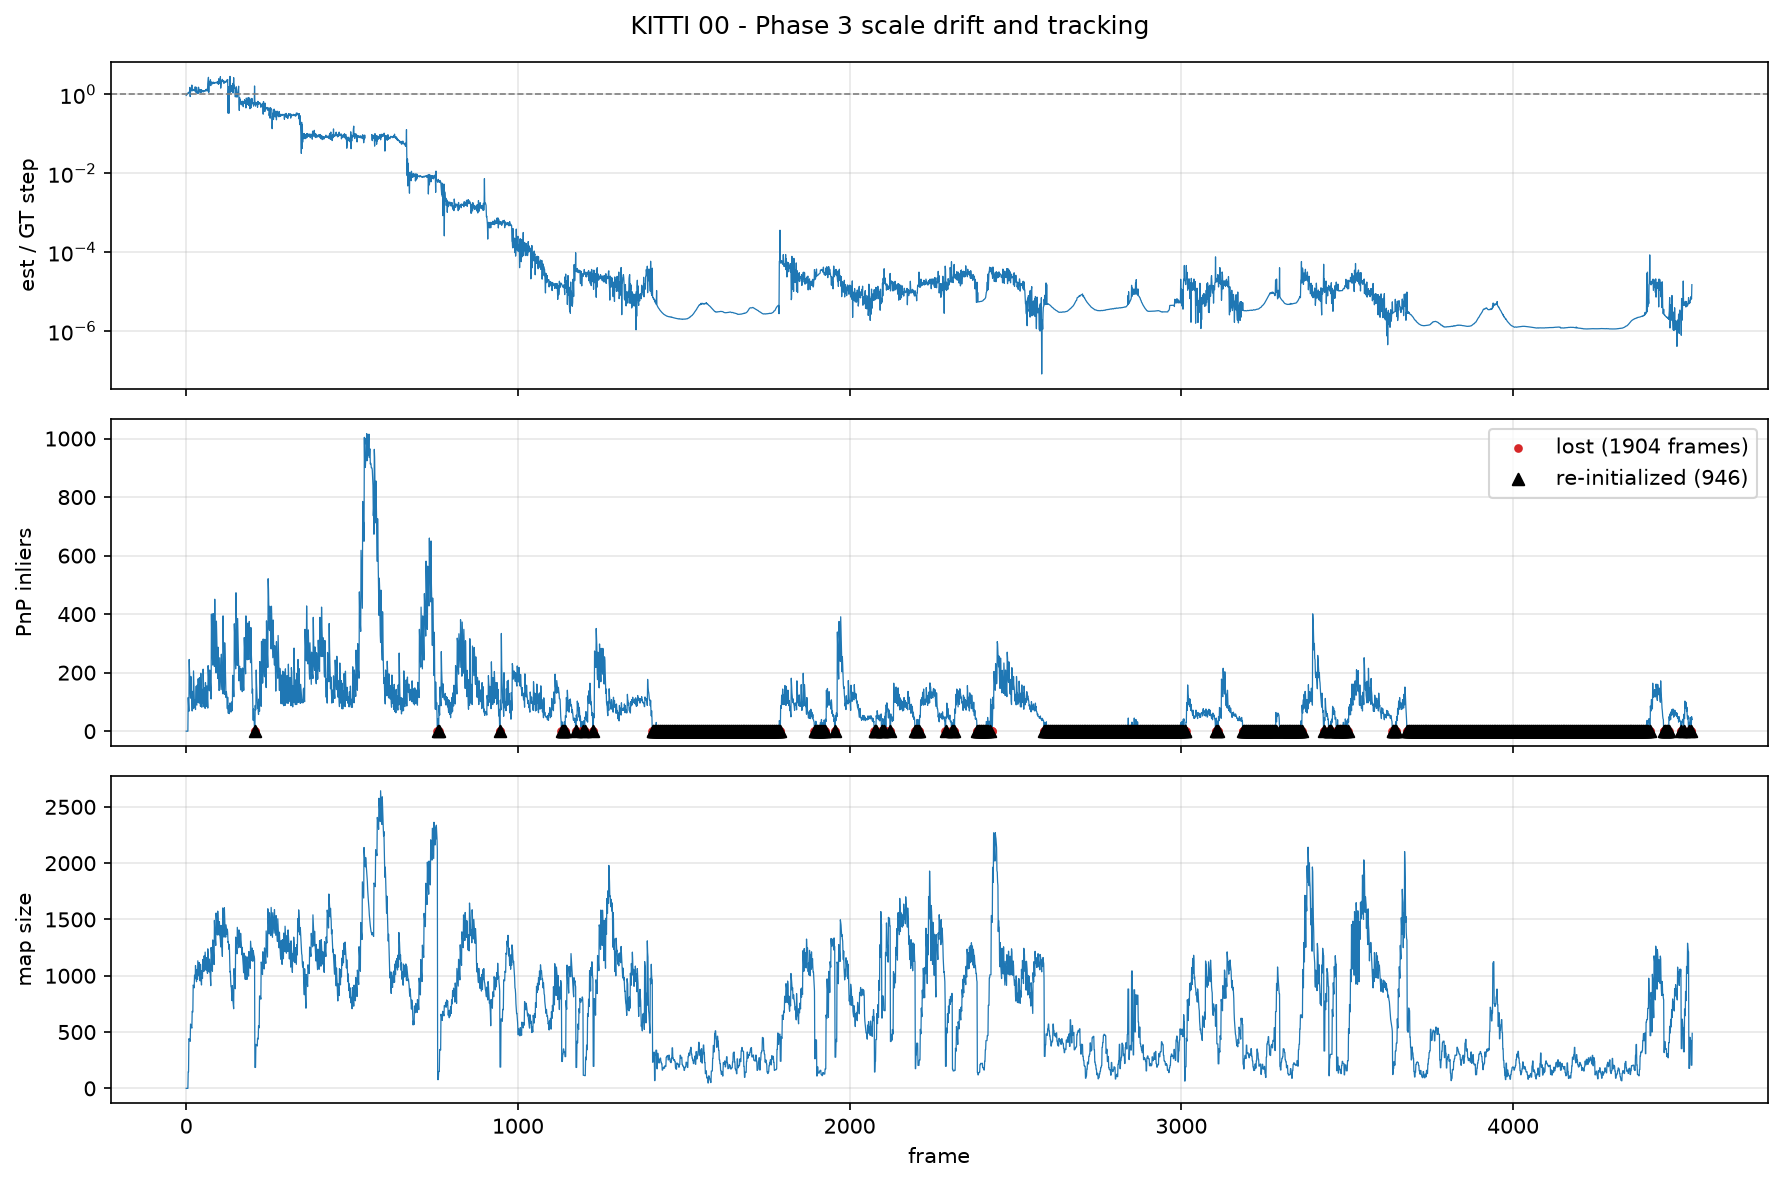 KITTI 00 - Phase 3 scale drift and tracking
est / GT step
10⁰
10⁻²
10⁻⁴
10⁻⁶
PnP inliers
1000
800
600
400
200
0
lost (1904 frames)
re-initialized (946)
map size
2500
2000
1500
1000
500
0
0 1000 2000 3000 4000
frame